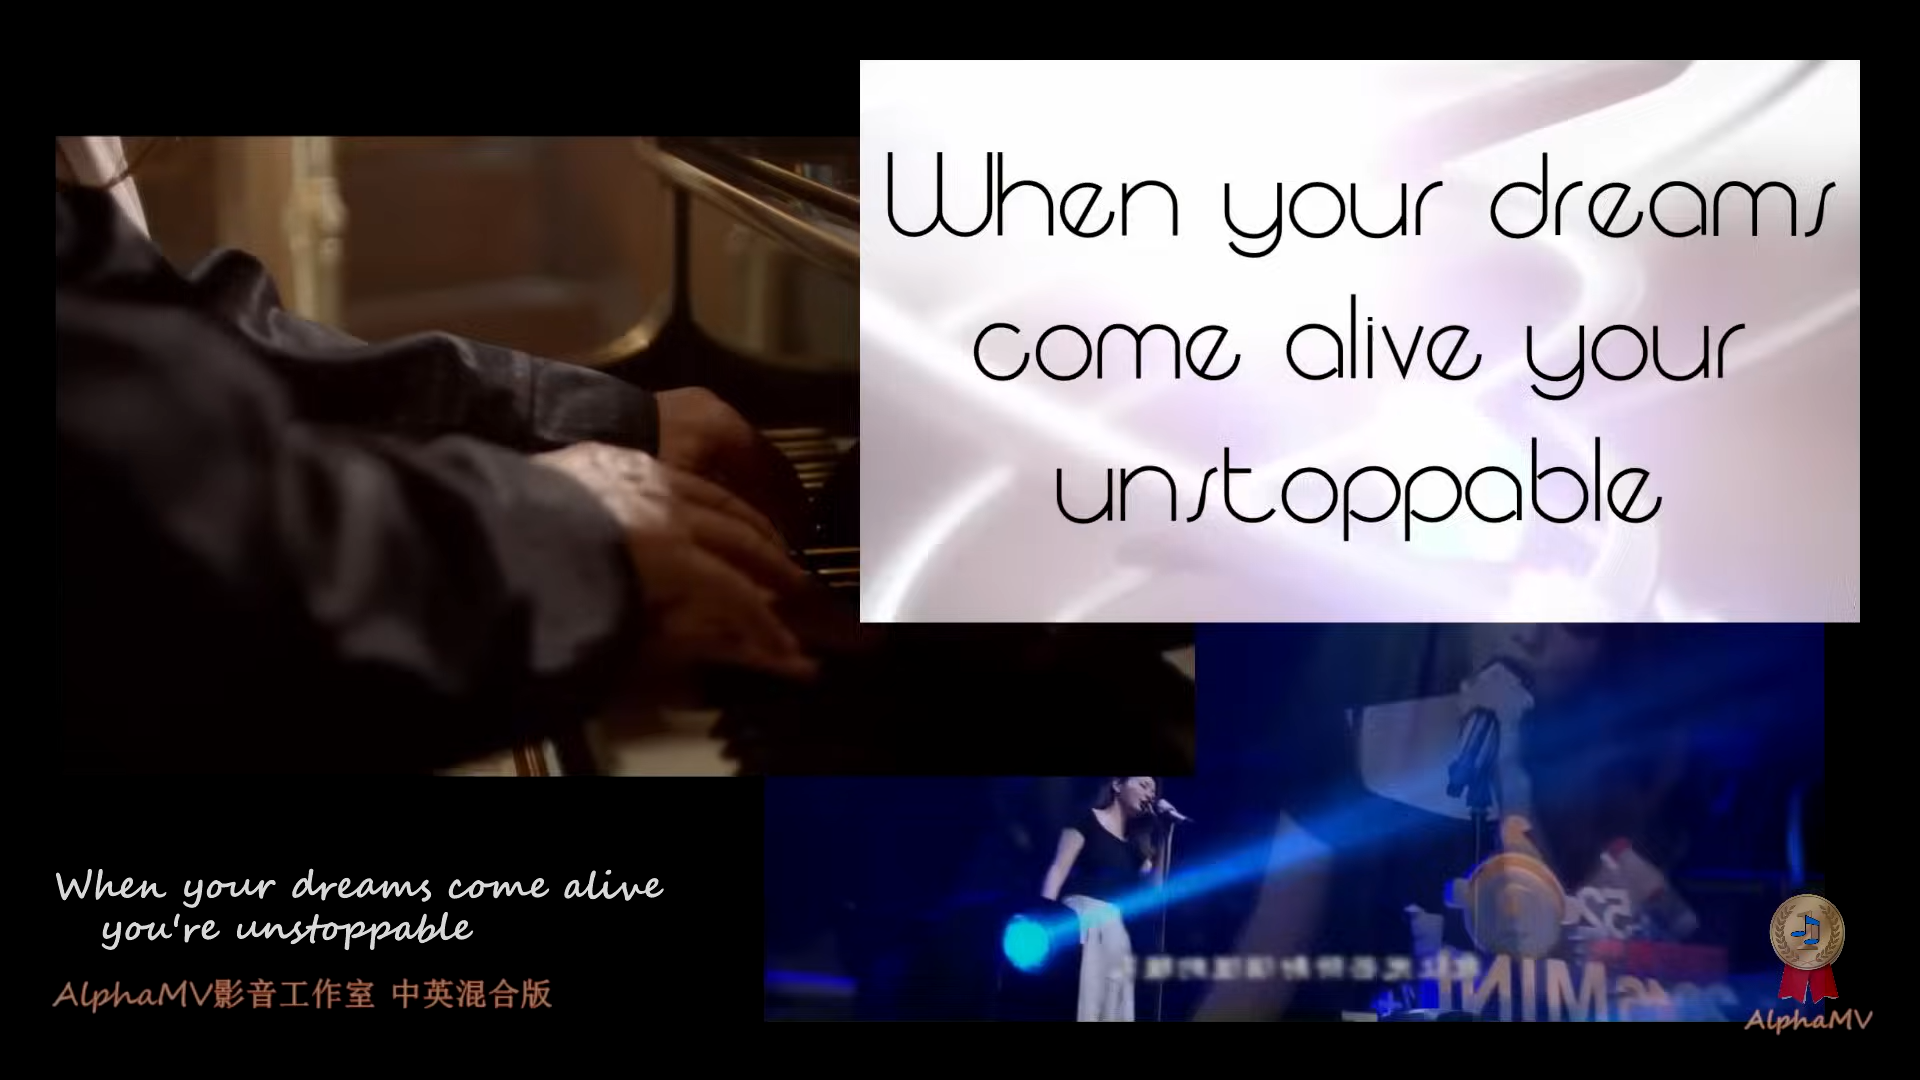 When your dreams
come alive your
unstoppable
When your dreams come alive
you're unstoppable
AlphaMV影音工作室 中英混合版
AlphaMV